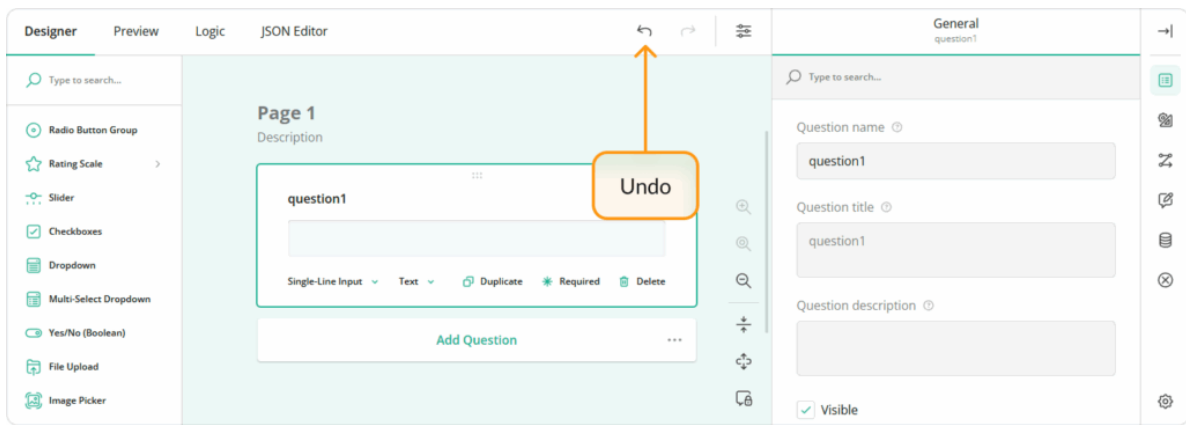 Designer Preview Logic JSON Editor
General
question1
Type to search...
Radio Button Group
Rating Scale
Slider
Checkboxes
Dropdown
Multi-Select Dropdown
Yes/No (Boolean)
File Upload
Image Picker
Page 1
Description
Undo
question1
Single-Line Input Text Duplicate Required Delete
Add Question
Type to search...
Question name
question1
Question title
question1
Question description
Visible